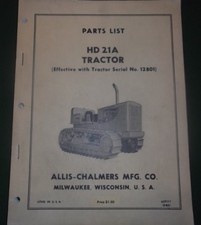 PARTS LIST
HD 21A
TRACTOR
(Effective with Tractor Serial No. 12801)
ALLIS-CHALMERS MFG. CO.
MILWAUKEE, WISCONSIN, U. S. A.